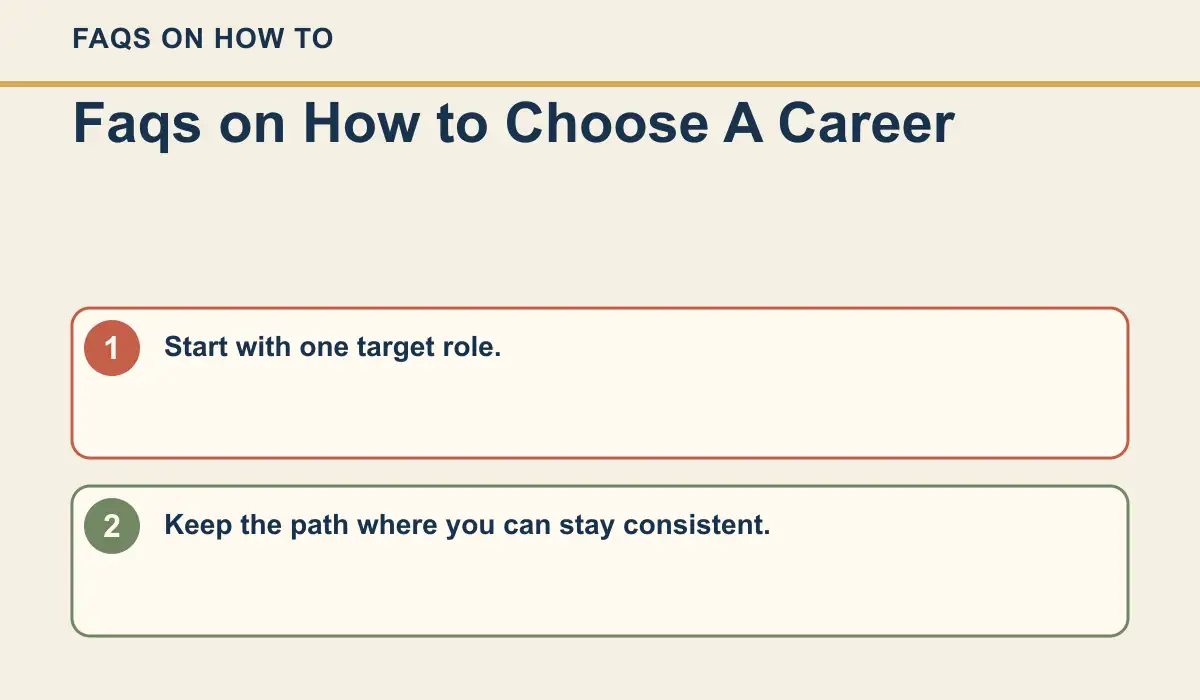 FAQS ON HOW TO
Faqs on How to Choose A Career
1
Start with one target role.
2
Keep the path where you can stay consistent.